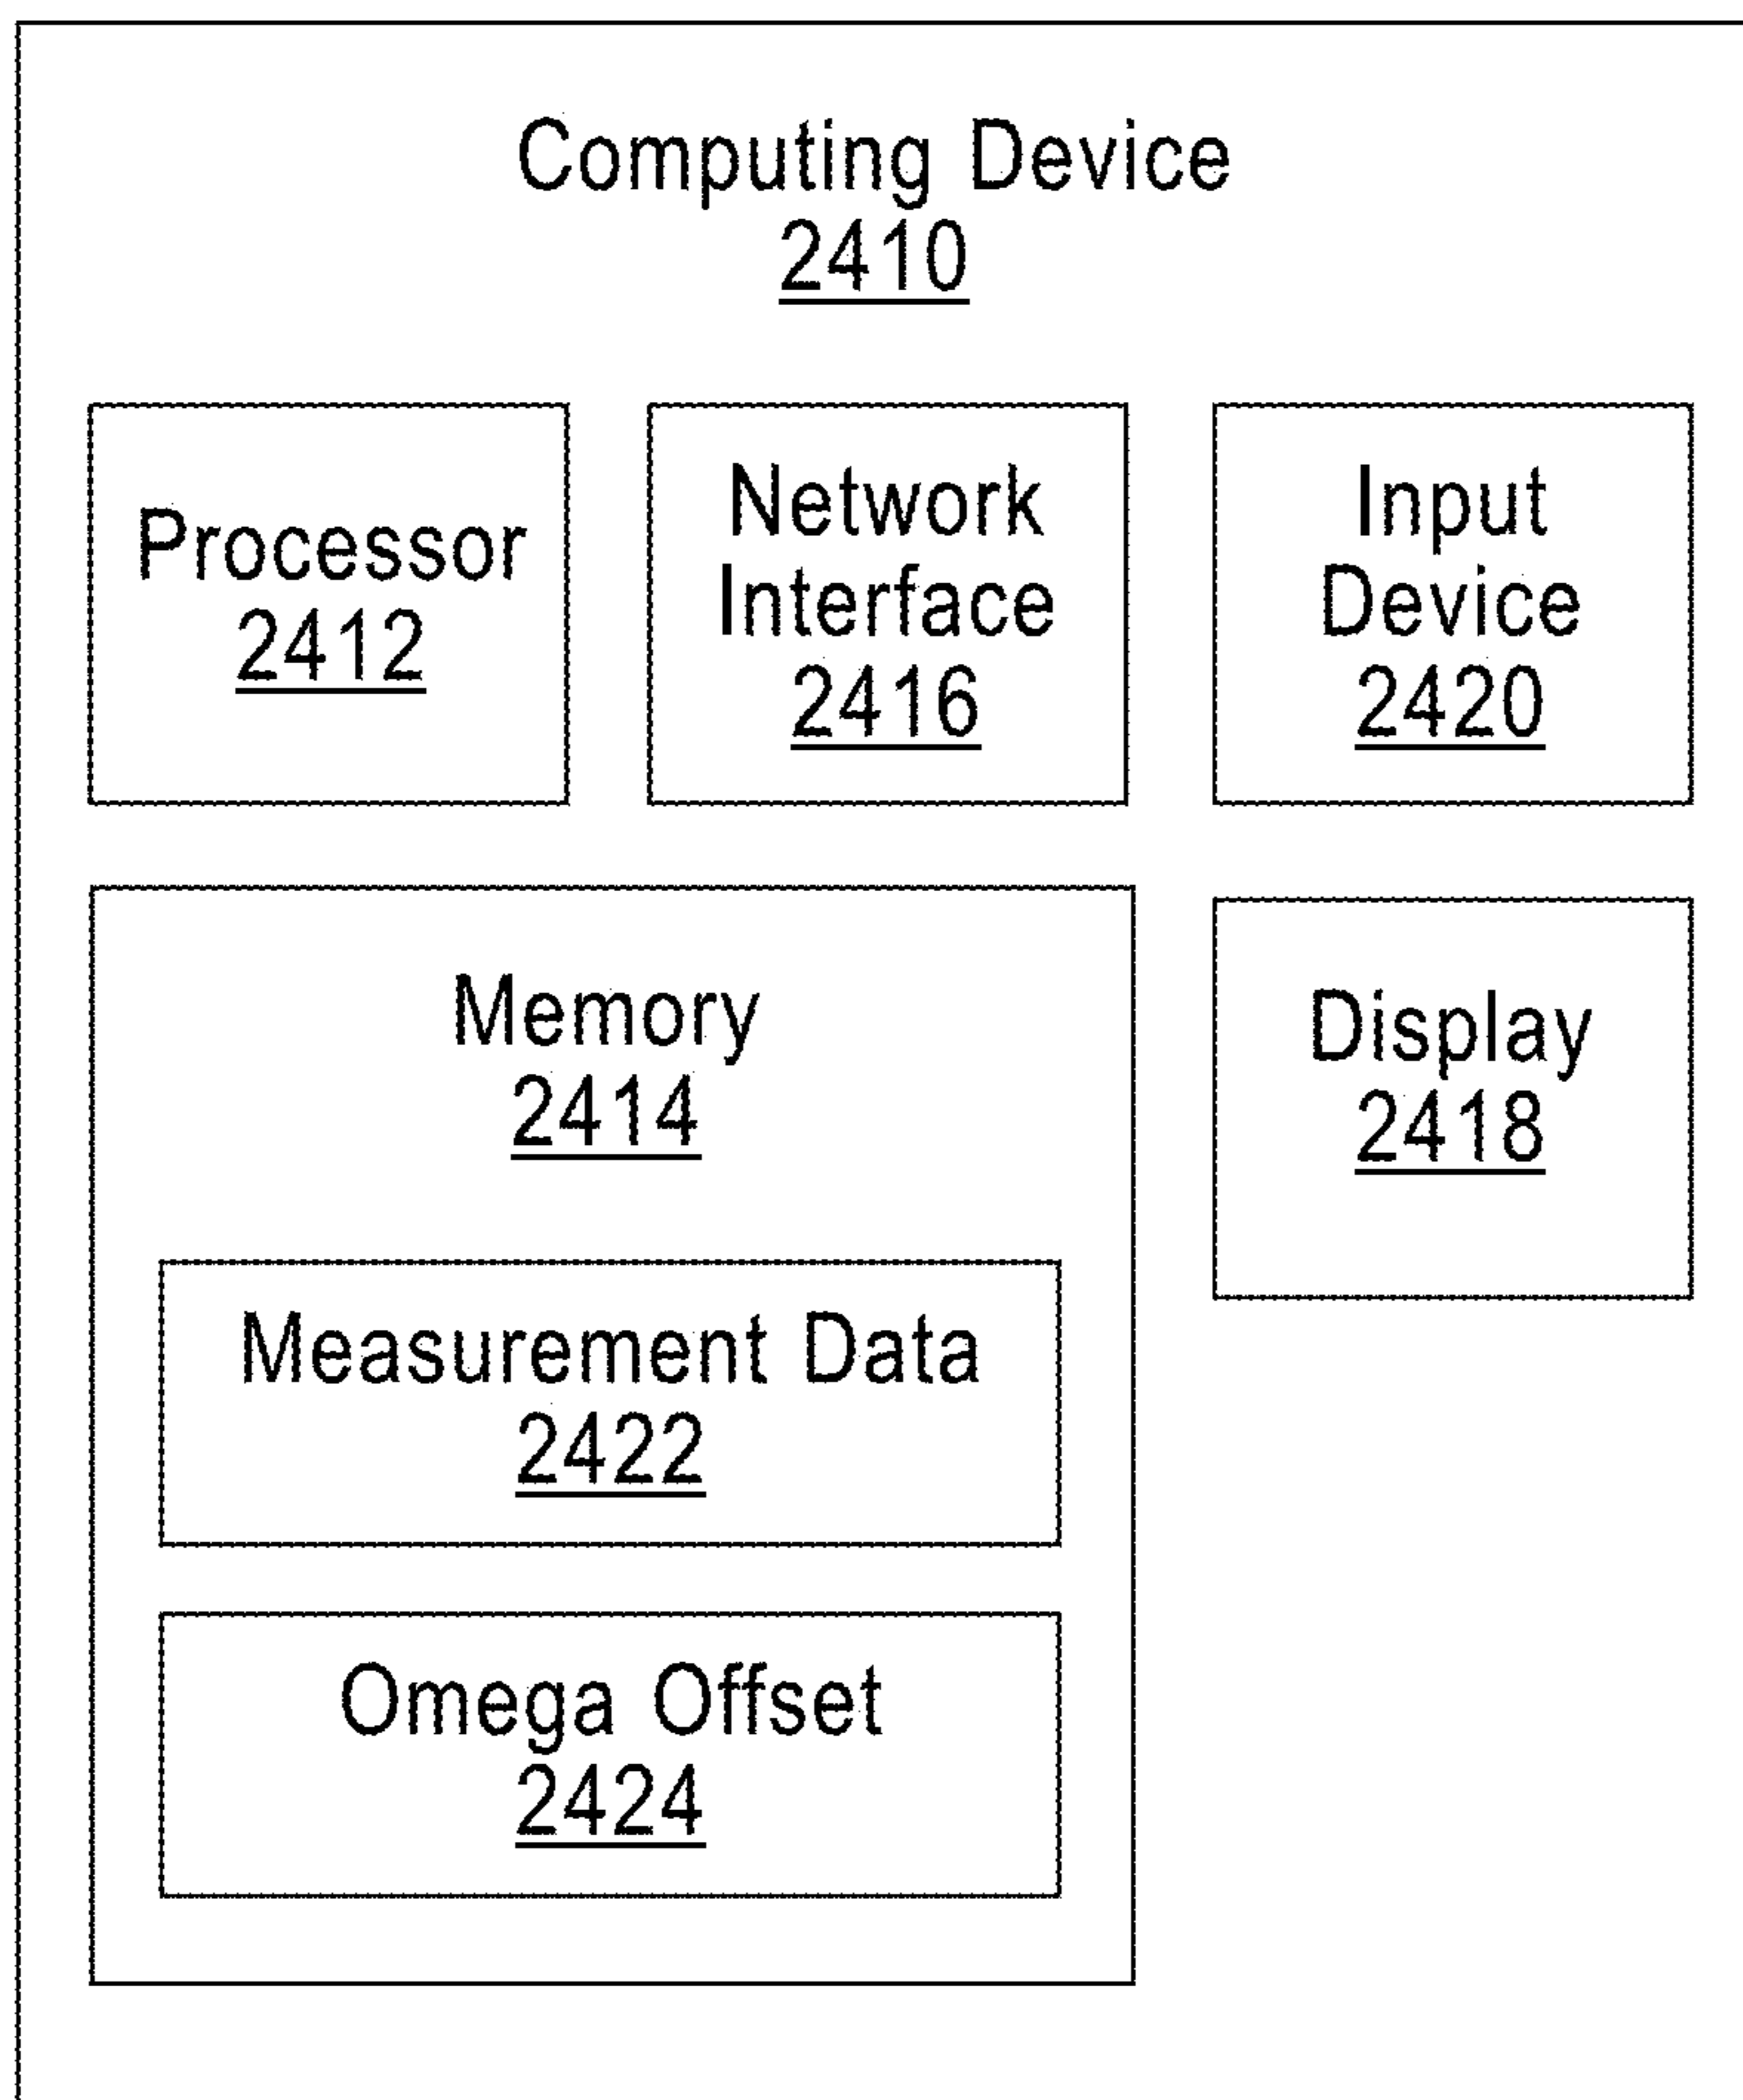 Computing Device
2410
Processor
2412
Network
Interface
2416
Input
Device
2420
Memory
2414
Display
2418
Measurement Data
2422
Omega Offset
2424